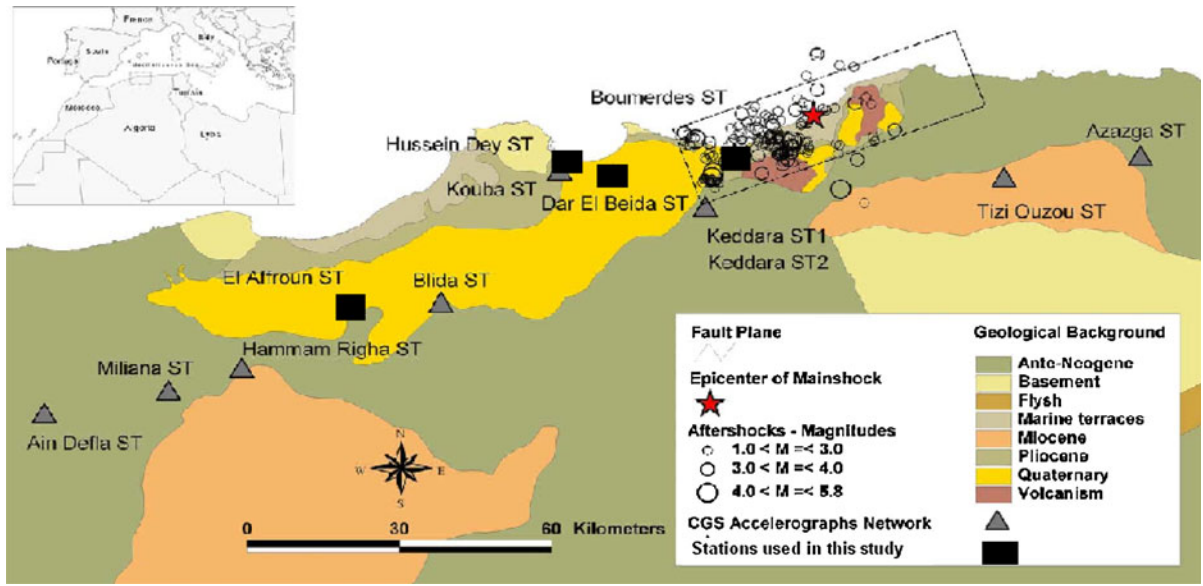 France
Italy
Spain
Portugal
Mediterranean Sea
Tunisia
Morocco
Algeria
Lybia
Boumerdes ST
Hussein Dey ST
Azazga ST
Kouba ST
Dar El Beida ST
Tizi Ouzou ST
Keddara ST1
Keddara ST2
El Alfroun ST
Blida ST
Hammam Righa ST
Miliana ST
Ain Defla ST
N
W E
S
0 30 60 Kilometers
Fault Plane
Epicenter of Mainshock
Aftershocks - Magnitudes
1.0 < M =< 3.0
3.0 < M =< 4.0
4.0 < M =< 5.8
CGS Accelerographs Network
Stations used in this study
Geological Background
Ante-Neogene
Basement
Flysh
Marine terraces
Miocene
Pliocene
Quaternary
Volcanism